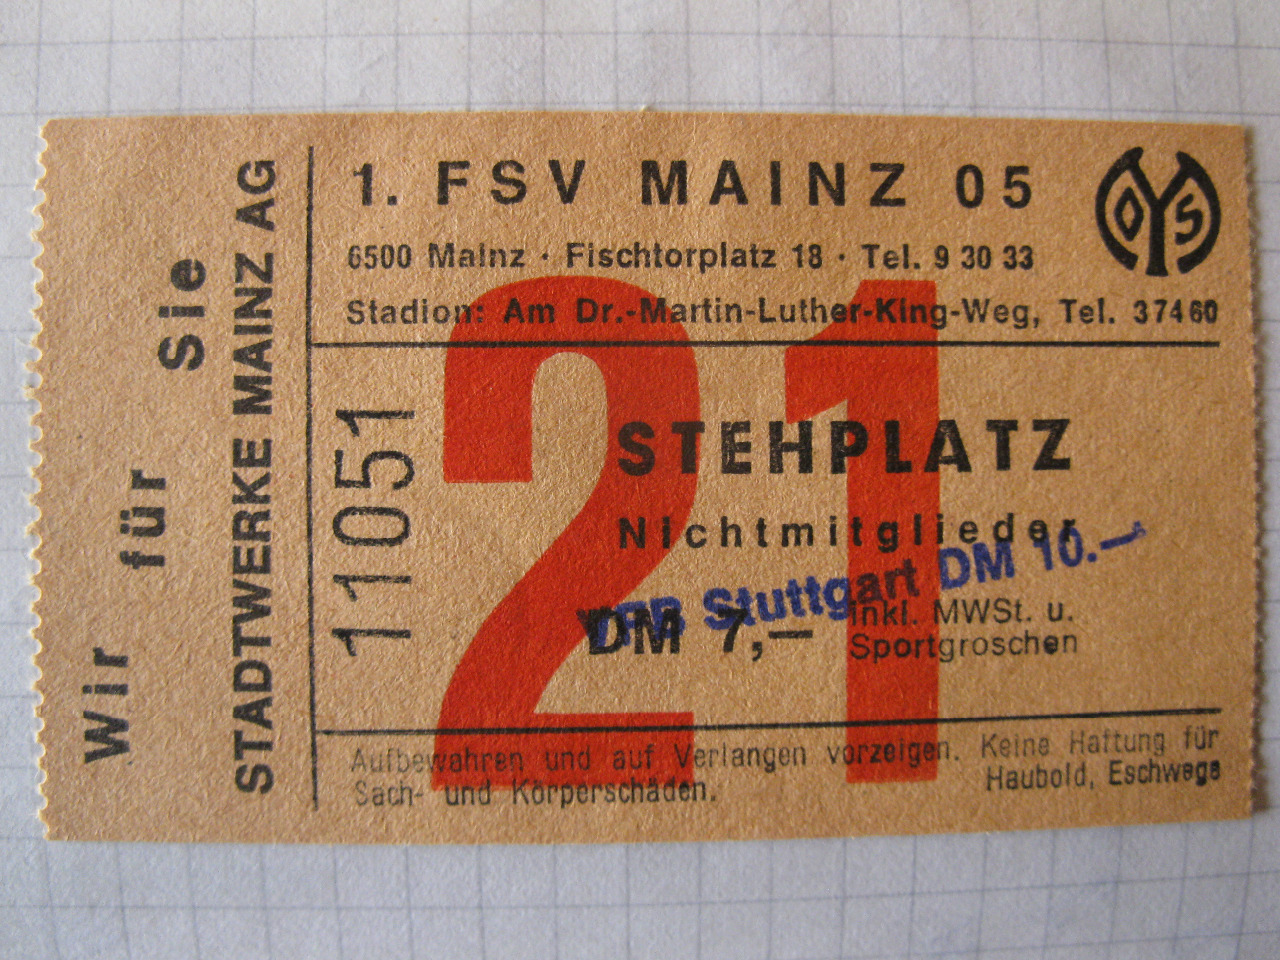 Wir für Sie
STADTWERKE MAINZ AG
1. FSV MAINZ 05
05
6500 Mainz · Fischtorplatz 18 · Tel. 9 30 33
Stadion: Am Dr.-Martin-Luther-King-Weg, Tel. 37460
11051
21
STEHPLATZ
Nichtmitglieder
VFB Stuttgart DM 10.—
DM 7,— inkl. MWSt. u.
Sportgroschen
Aufbewahren und auf Verlangen vorzeigen. Keine Haftung für
Sach- und Körperschäden. Haubold, Eschwege